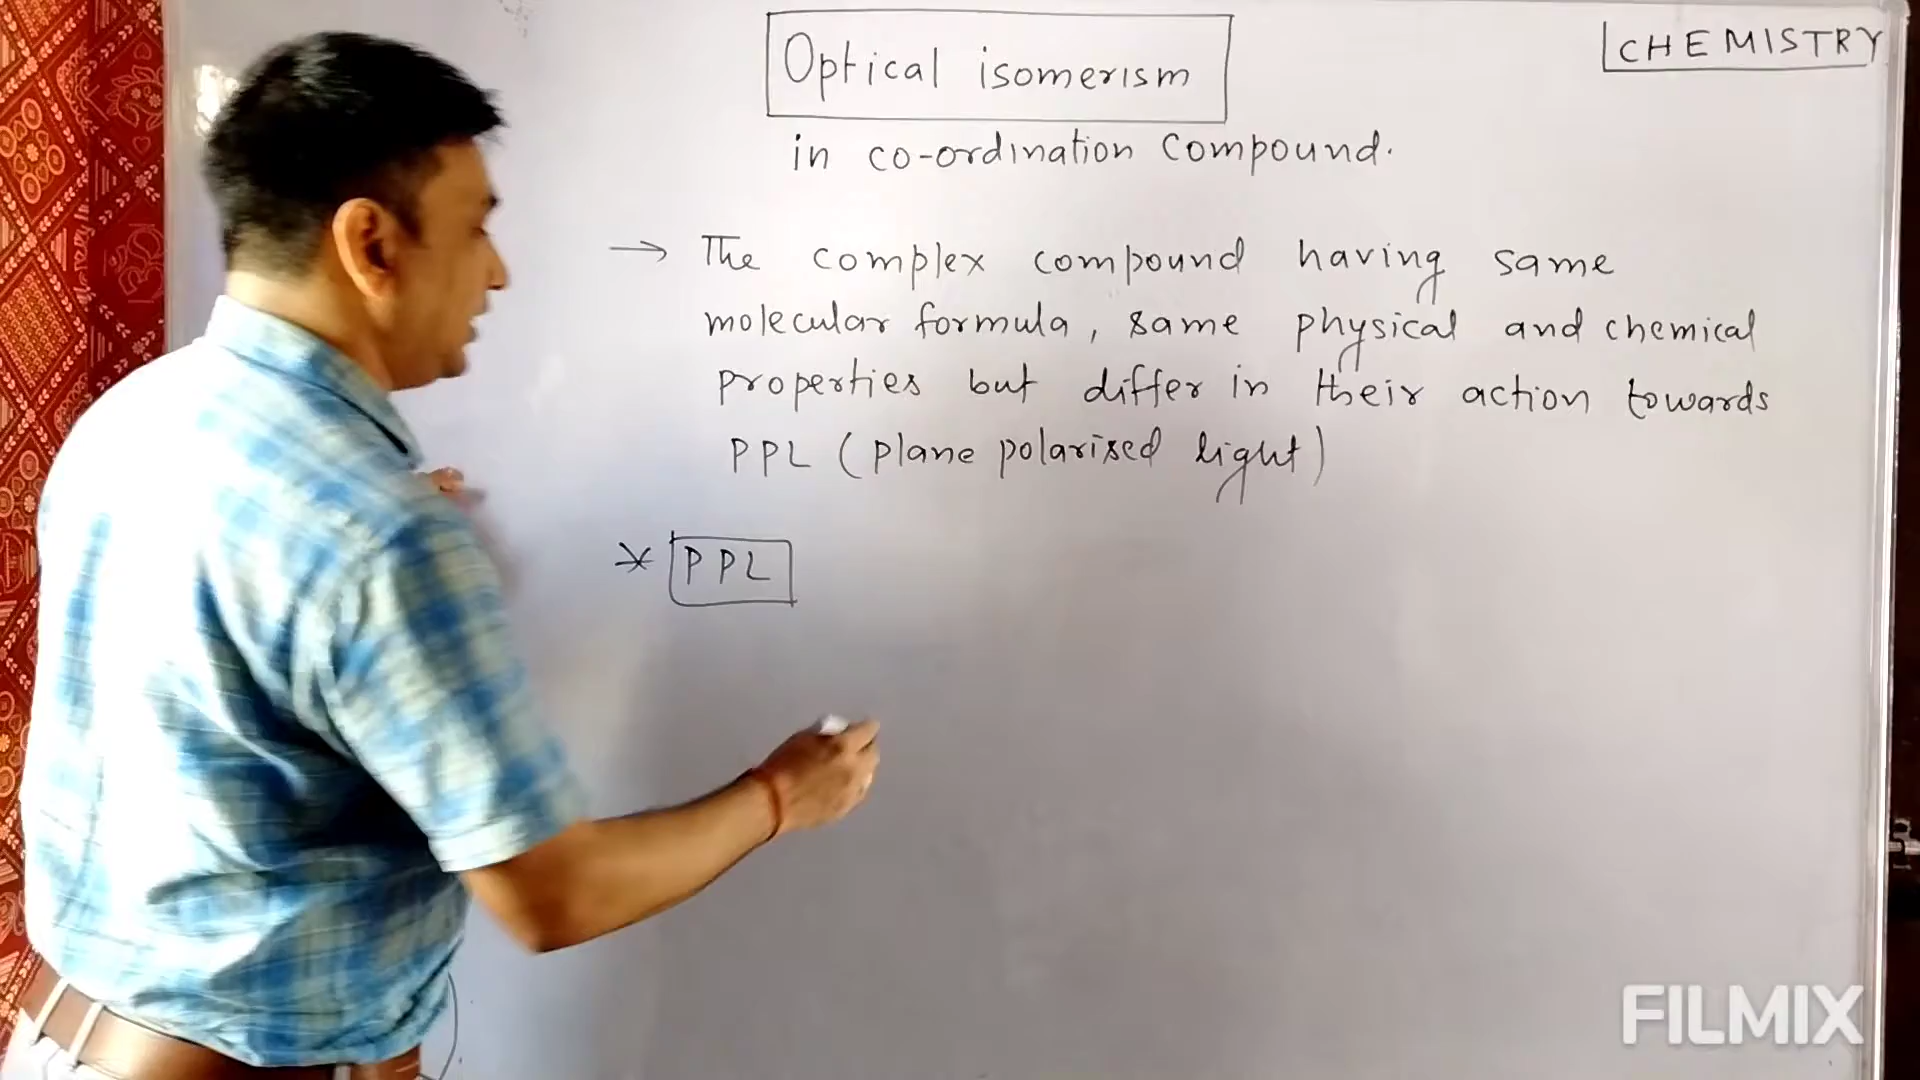 Optical isomerism
CHEMISTRY
in co-ordination compound.
→ The complex compound having same
molecular formula, same physical and chemical
properties but differ in their action towards
PPL (plane polarised light)
* PPL
FILMIX